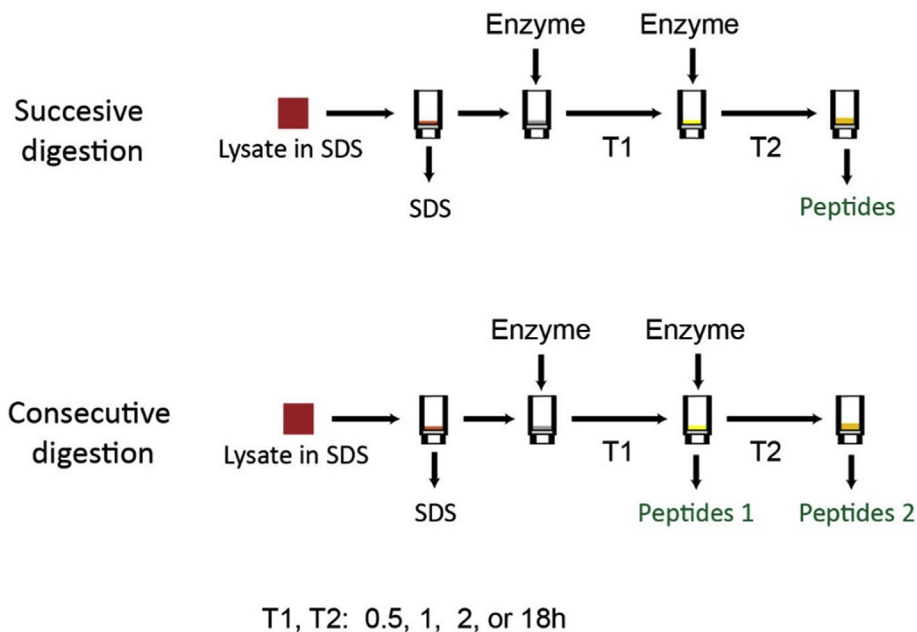 Enzyme Enzyme
Succesive
digestion
Lysate in SDS
T1 T2
SDS
Peptides
Enzyme Enzyme
Consecutive
digestion
Lysate in SDS
T1 T2
SDS
Peptides 1 Peptides 2
T1, T2: 0.5, 1, 2, or 18h